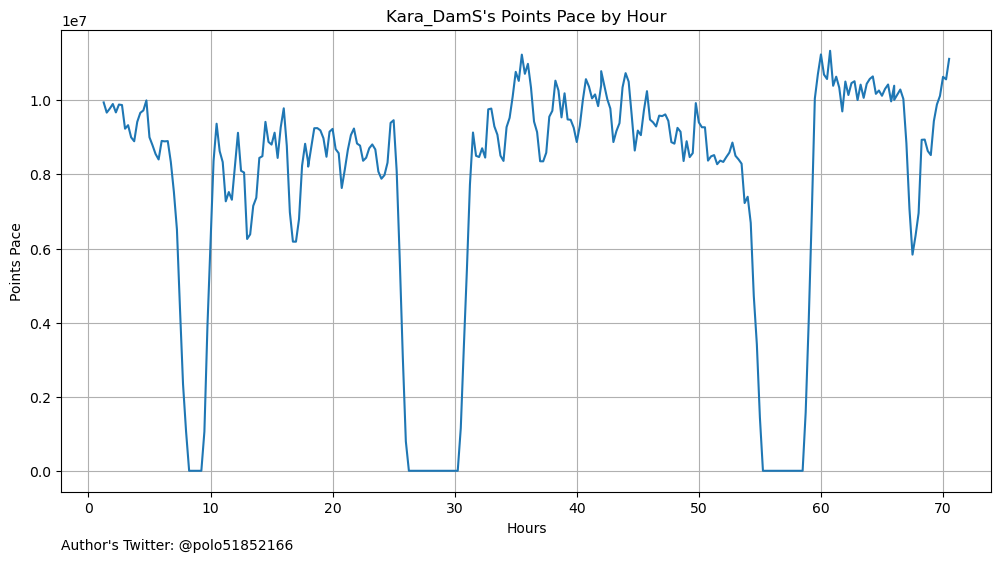 Kara_DamS's Points Pace by Hour
1e7
1.0
0.8
0.6
0.4
0.2
0.0
Points Pace
0 10 20 30 40 50 60 70
Hours
Author's Twitter: @polo51852166